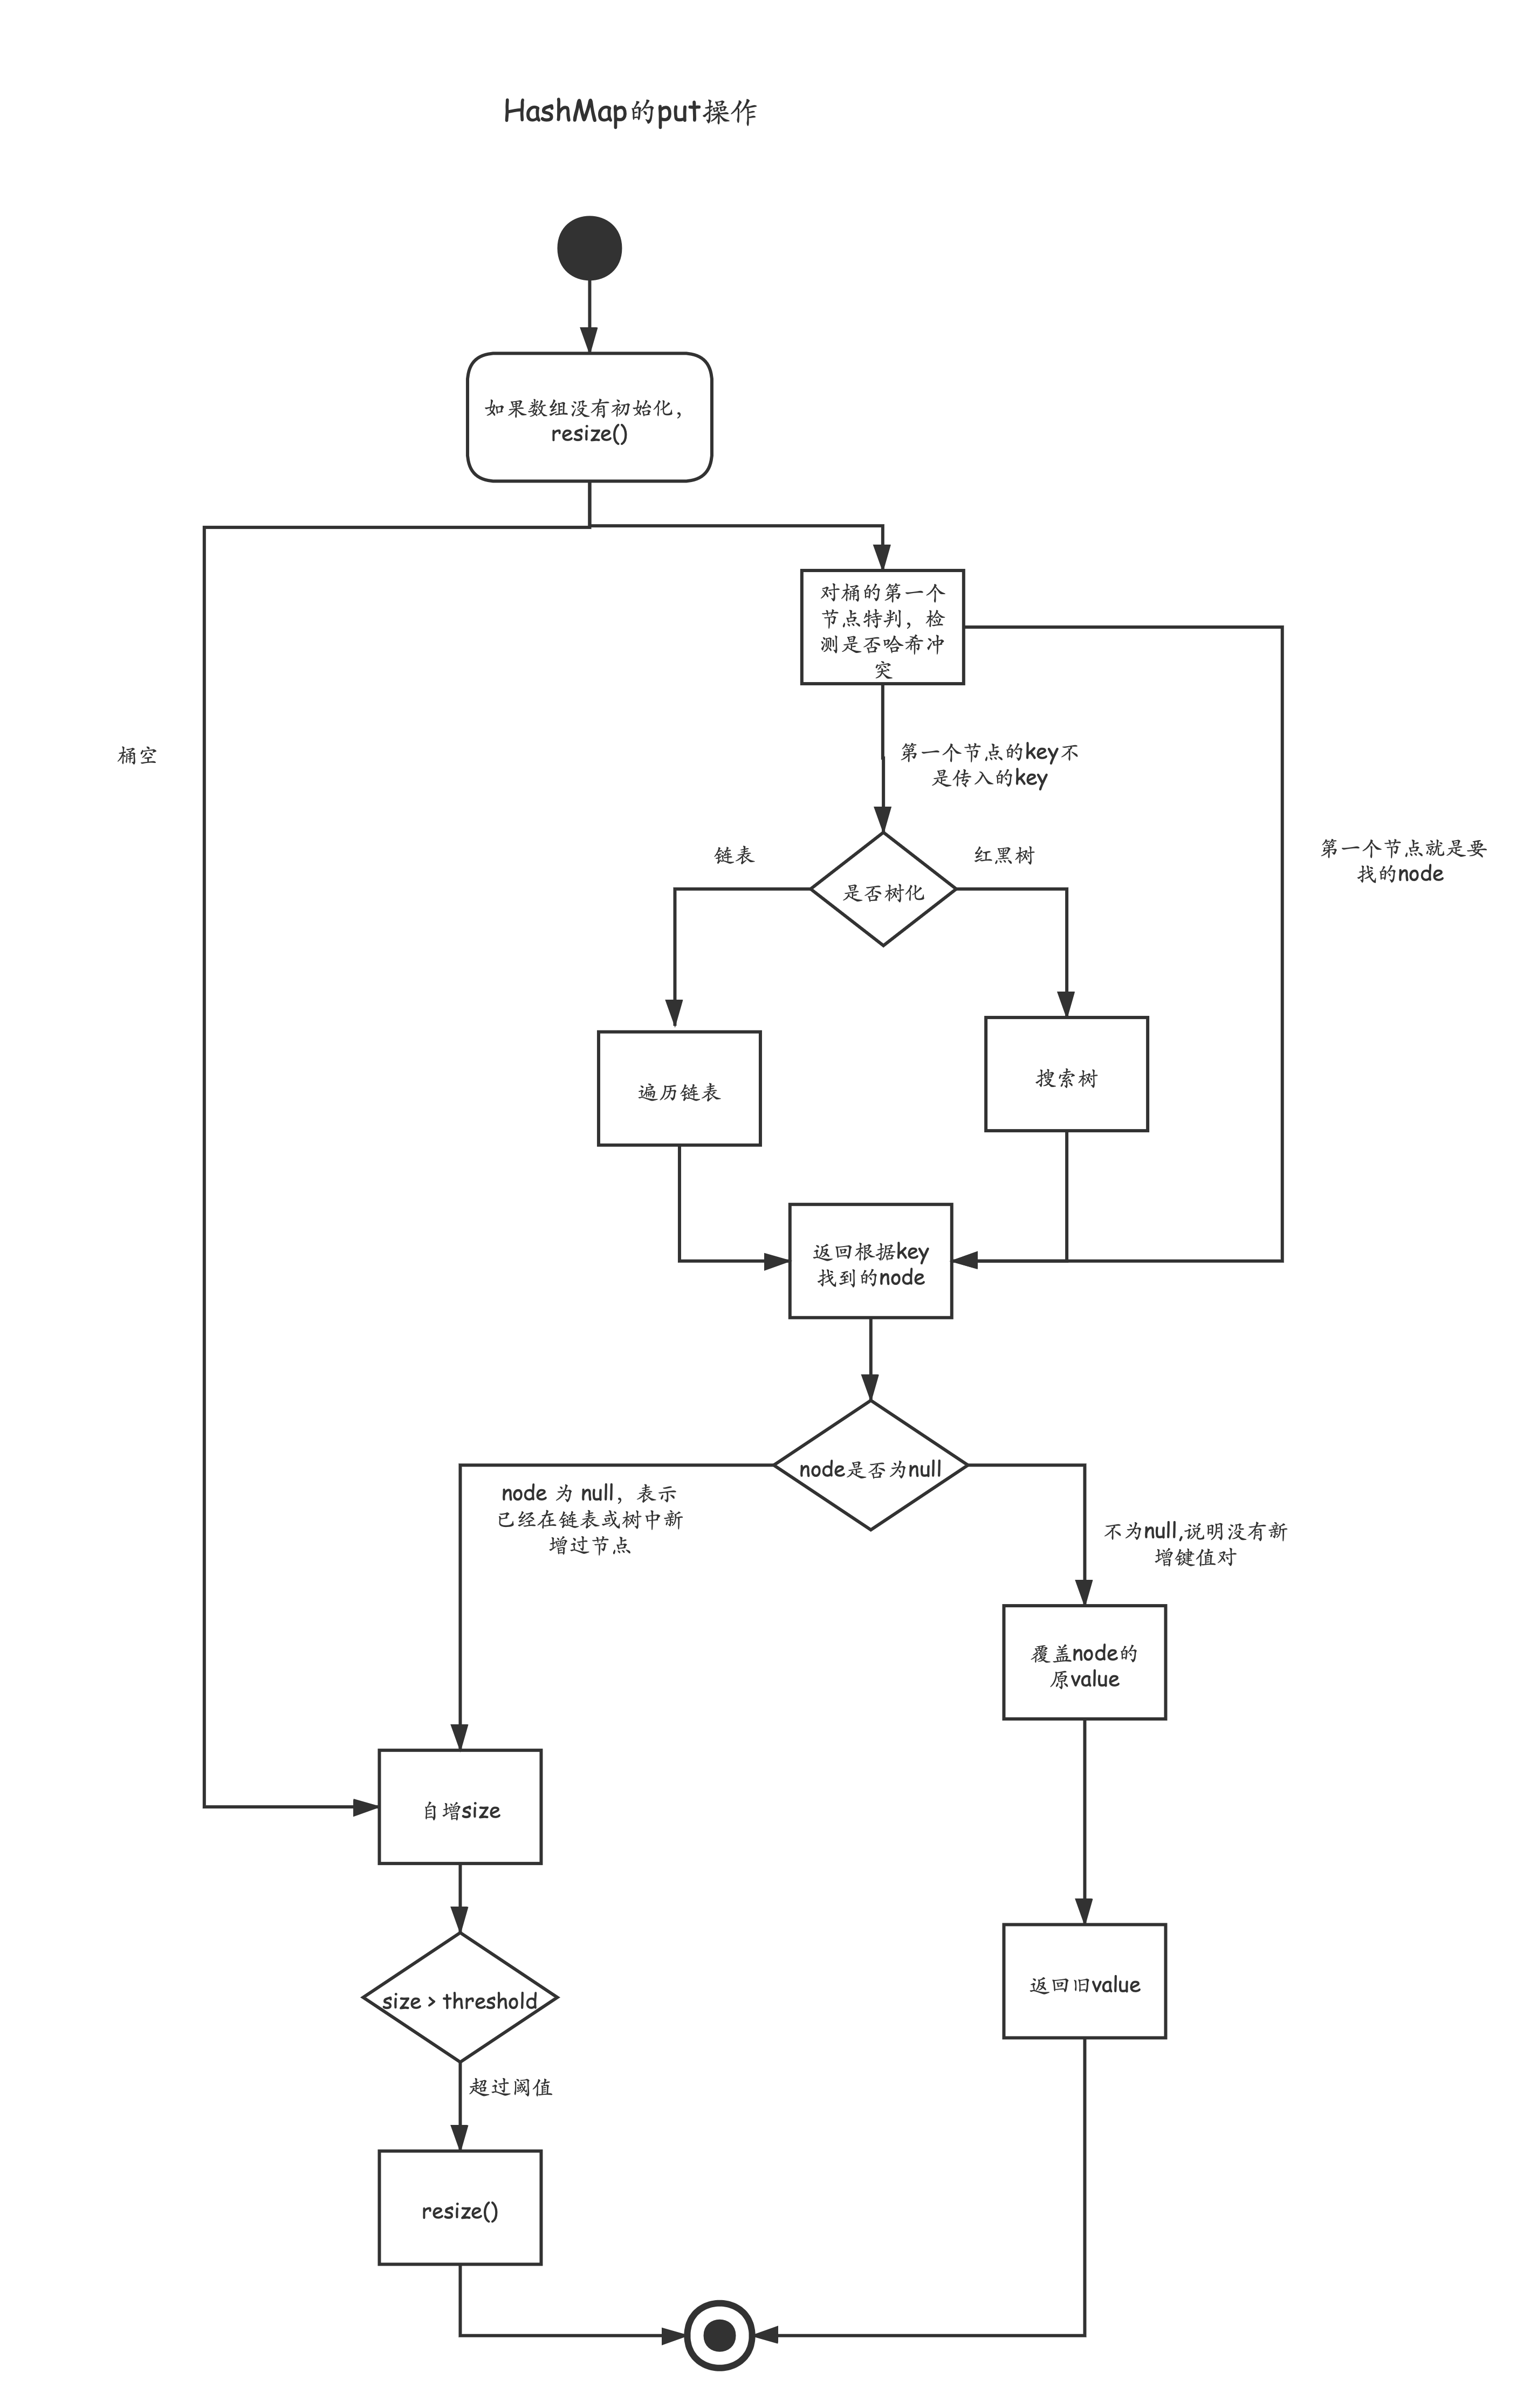 HashMap的put操作
如果数组没有初始化，
resize()
对桶的第一个
节点特判，检
测是否哈希冲
突
桶空
第一个节点的key不
是传入的key
第一个节点就是要
找的node
链表
红黑树
是否树化
遍历链表
搜索树
返回根据key
找到的node
node是否为null
node 为 null，表示
已经在链表或树中新
增过节点
不为null,说明没有新
增键值对
覆盖node的
原value
自增size
返回旧value
size > threshold
超过阈值
resize()